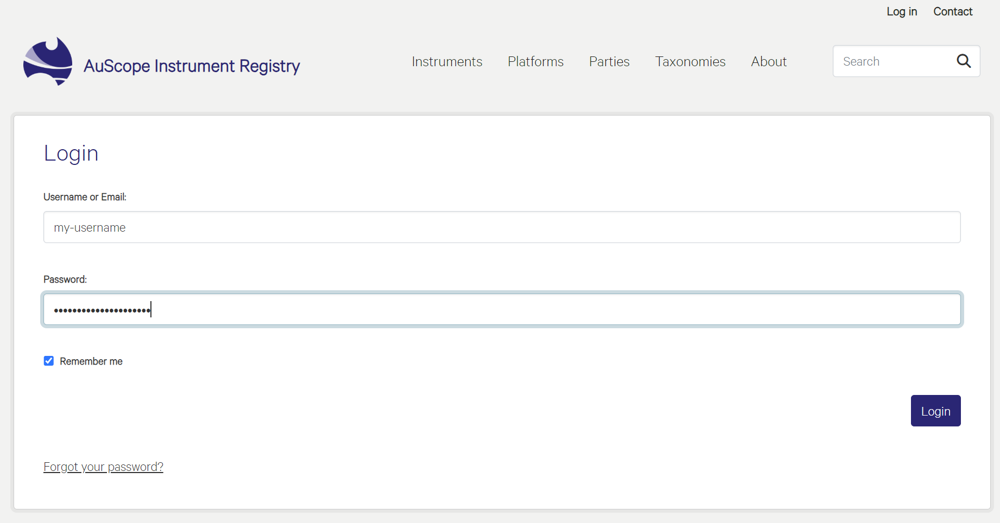 Log in Contact
AuScope Instrument Registry
Instruments Platforms Parties Taxonomies About
Search
Login
Username or Email:
my-username
Password:
•••••••••••••••••••••
Remember me
Login
Forgot your password?